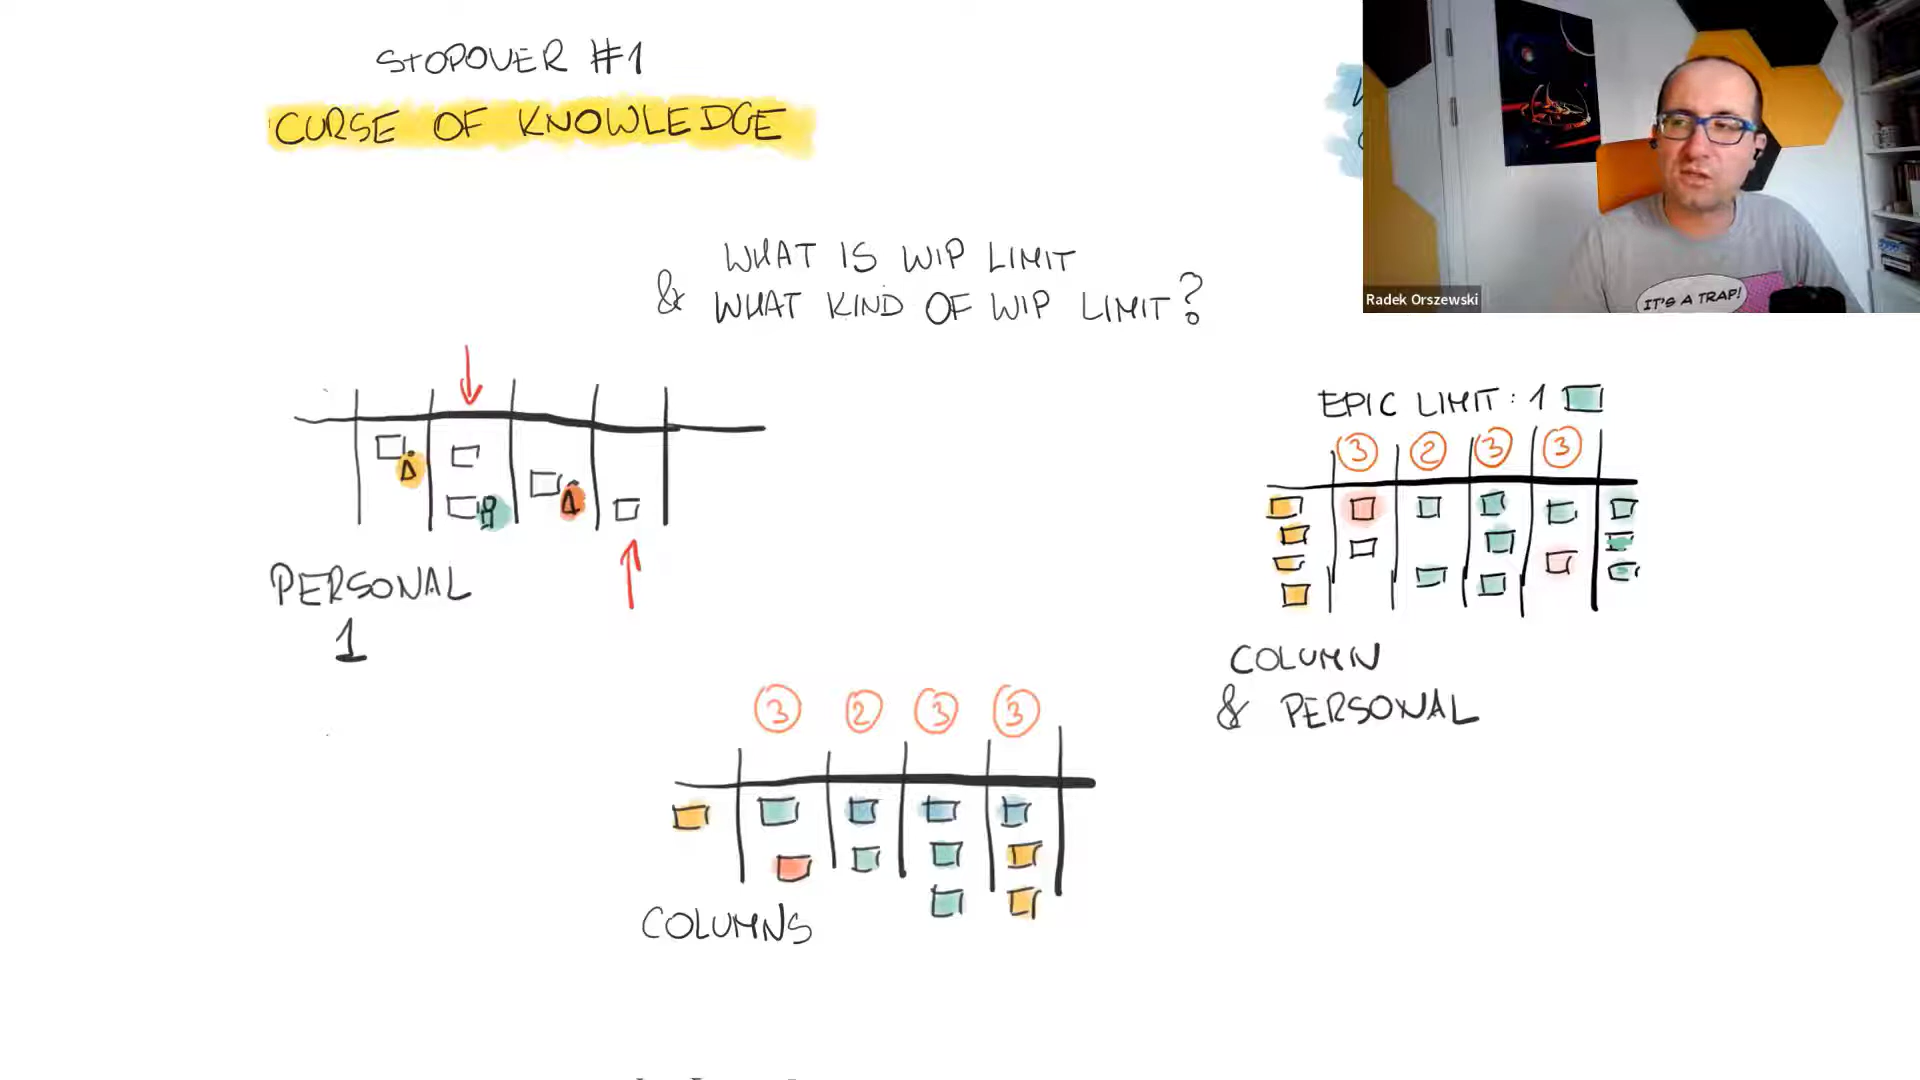 STOPOVER #1
CURSE OF KNOWLEDGE
WHAT IS WIP LIMIT
& WHAT KIND OF WIP LIMIT?
Radek Orszewski
IT'S A TRAP!
EPIC LIMIT: 1
3 2 3 3
PERSONAL
1
COLUMN
& PERSONAL
3 2 3 3
COLUMNS